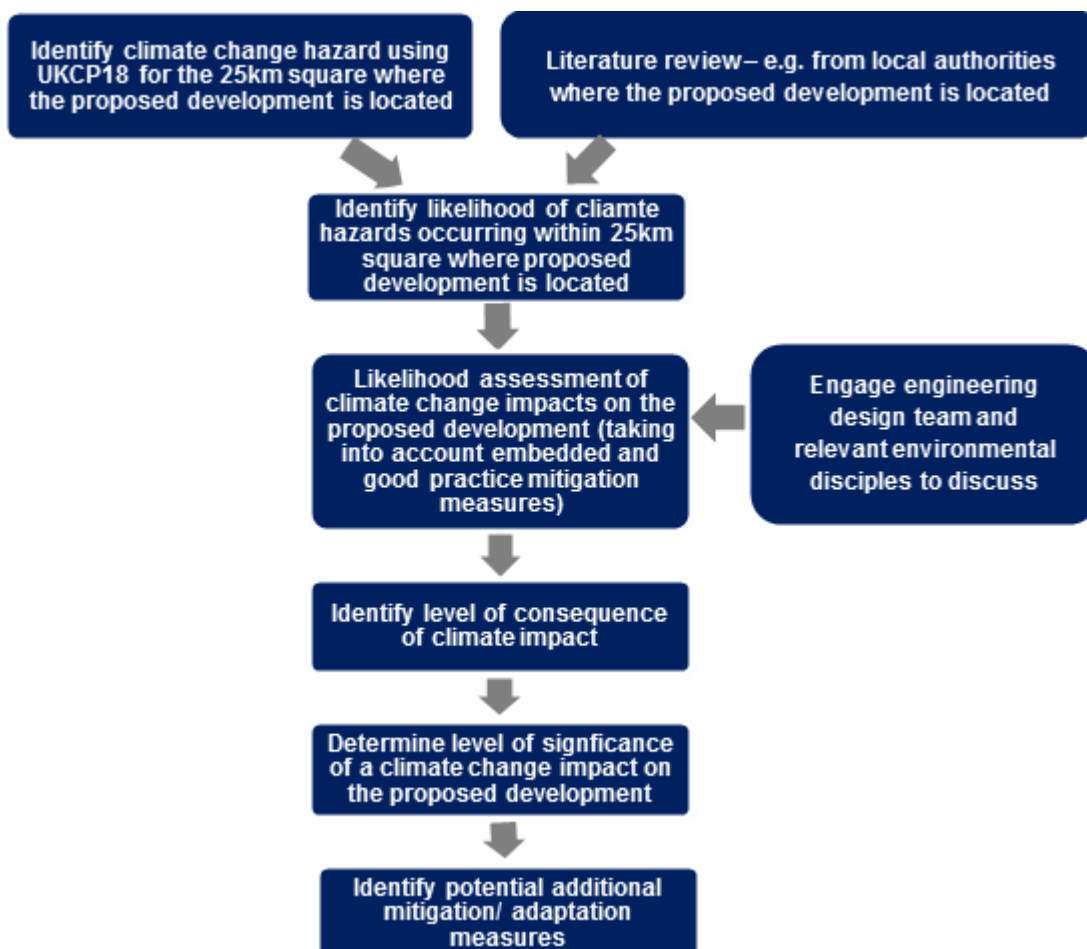 Identify climate change hazard using
UKCP18 for the 25km square where
the proposed development is located
Literature review– e.g. from local authorities
where the proposed development is located
Identify likelihood of cliamte
hazards occurring within 25km
square where proposed
development is located
Likelihood assessment of
climate change impacts on the
proposed development (taking
into account embedded and
good practice mitigation
measures)
Engage engineering
design team and
relevant environmental
disciples to discuss
Identify level of consequence
of climate impact
Determine level of signficance
of a climate change impact on
the proposed development
Identify potential additional
mitigation/ adaptation
measures